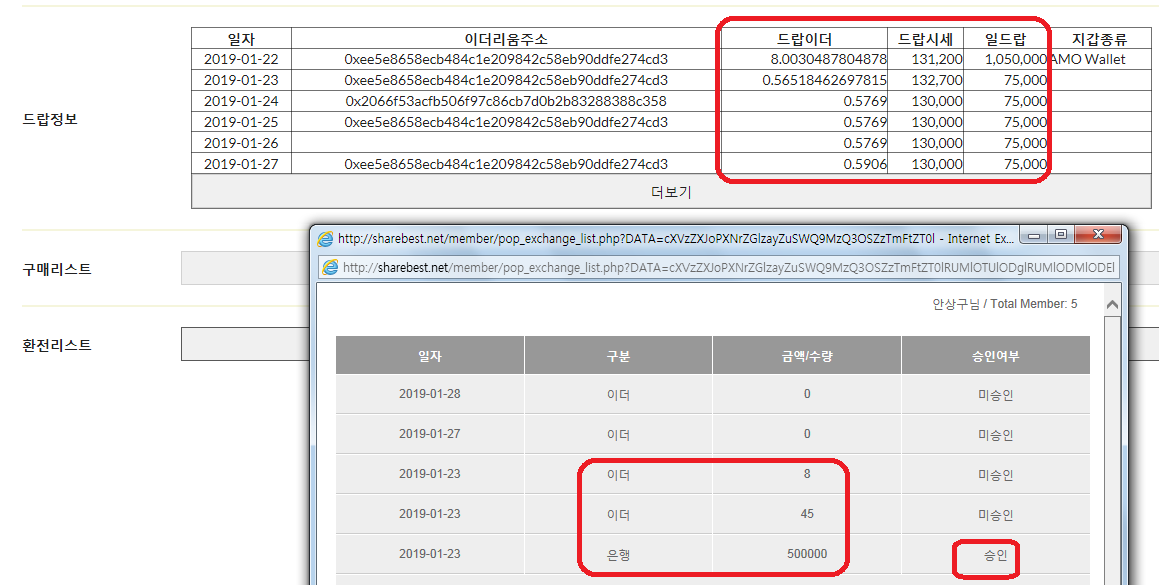 일자 이더리움주소 드랍이더 드랍시세 일드랍 지갑종류
2019-01-22 0xee5e8658ecb484c1e209842c58eb90ddfe274cd3 8.0030487804878 131,200 1,050,000 AMO Wallet
2019-01-23 0xee5e8658ecb484c1e209842c58eb90ddfe274cd3 0.56518462697815 132,700 75,000
2019-01-24 0x2066f53acfb506f97c86cb7d0b2b83288388c358 0.5769 130,000 75,000
드랍정보
2019-01-25 0xee5e8658ecb484c1e209842c58eb90ddfe274cd3 0.5769 130,000 75,000
2019-01-26 0.5769 130,000 75,000
2019-01-27 0xee5e8658ecb484c1e209842c58eb90ddfe274cd3 0.5906 130,000 75,000
더보기
구매리스트
환전리스트
http://sharebest.net/member/pop_exchange_list.php?DATA=cXVzZXJoPXNrZGlzayZuSWQ9MzQ3OSZzTmFtZT0l - Internet Ex...
http://sharebest.net/member/pop_exchange_list.php?DATA=cXVzZXJoPXNrZGlzayZuSWQ9MzQ3OSZzTmFtZT0lRUMlOTUlODglRUMlODMlODEl
안상구님 / Total Member: 5
일자 구분 금액/수량 승인여부
2019-01-28 이더 0 미승인
2019-01-27 이더 0 미승인
2019-01-23 이더 8 미승인
2019-01-23 이더 45 미승인
2019-01-23 은행 500000 승인